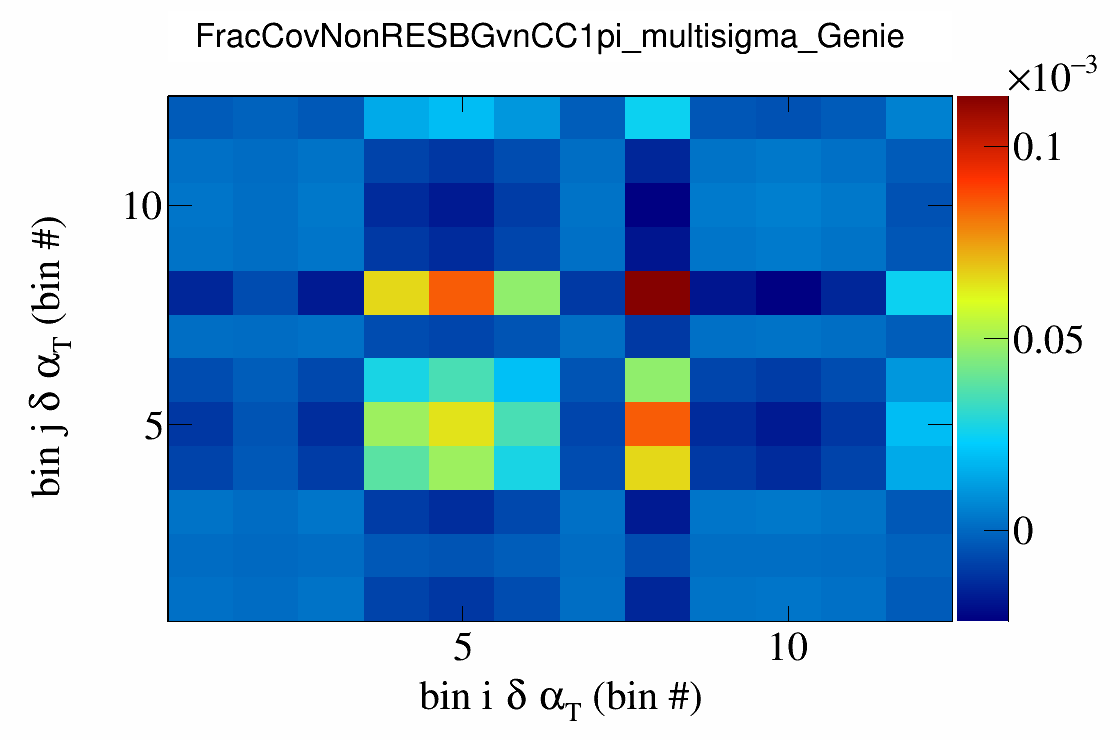 FracCovNonRESBGvnCC1pi_multisigma_Genie
×10⁻³
0.1
0.05
0
10
5
bin j δ α_T (bin #)
5 10
bin i δ α_T (bin #)